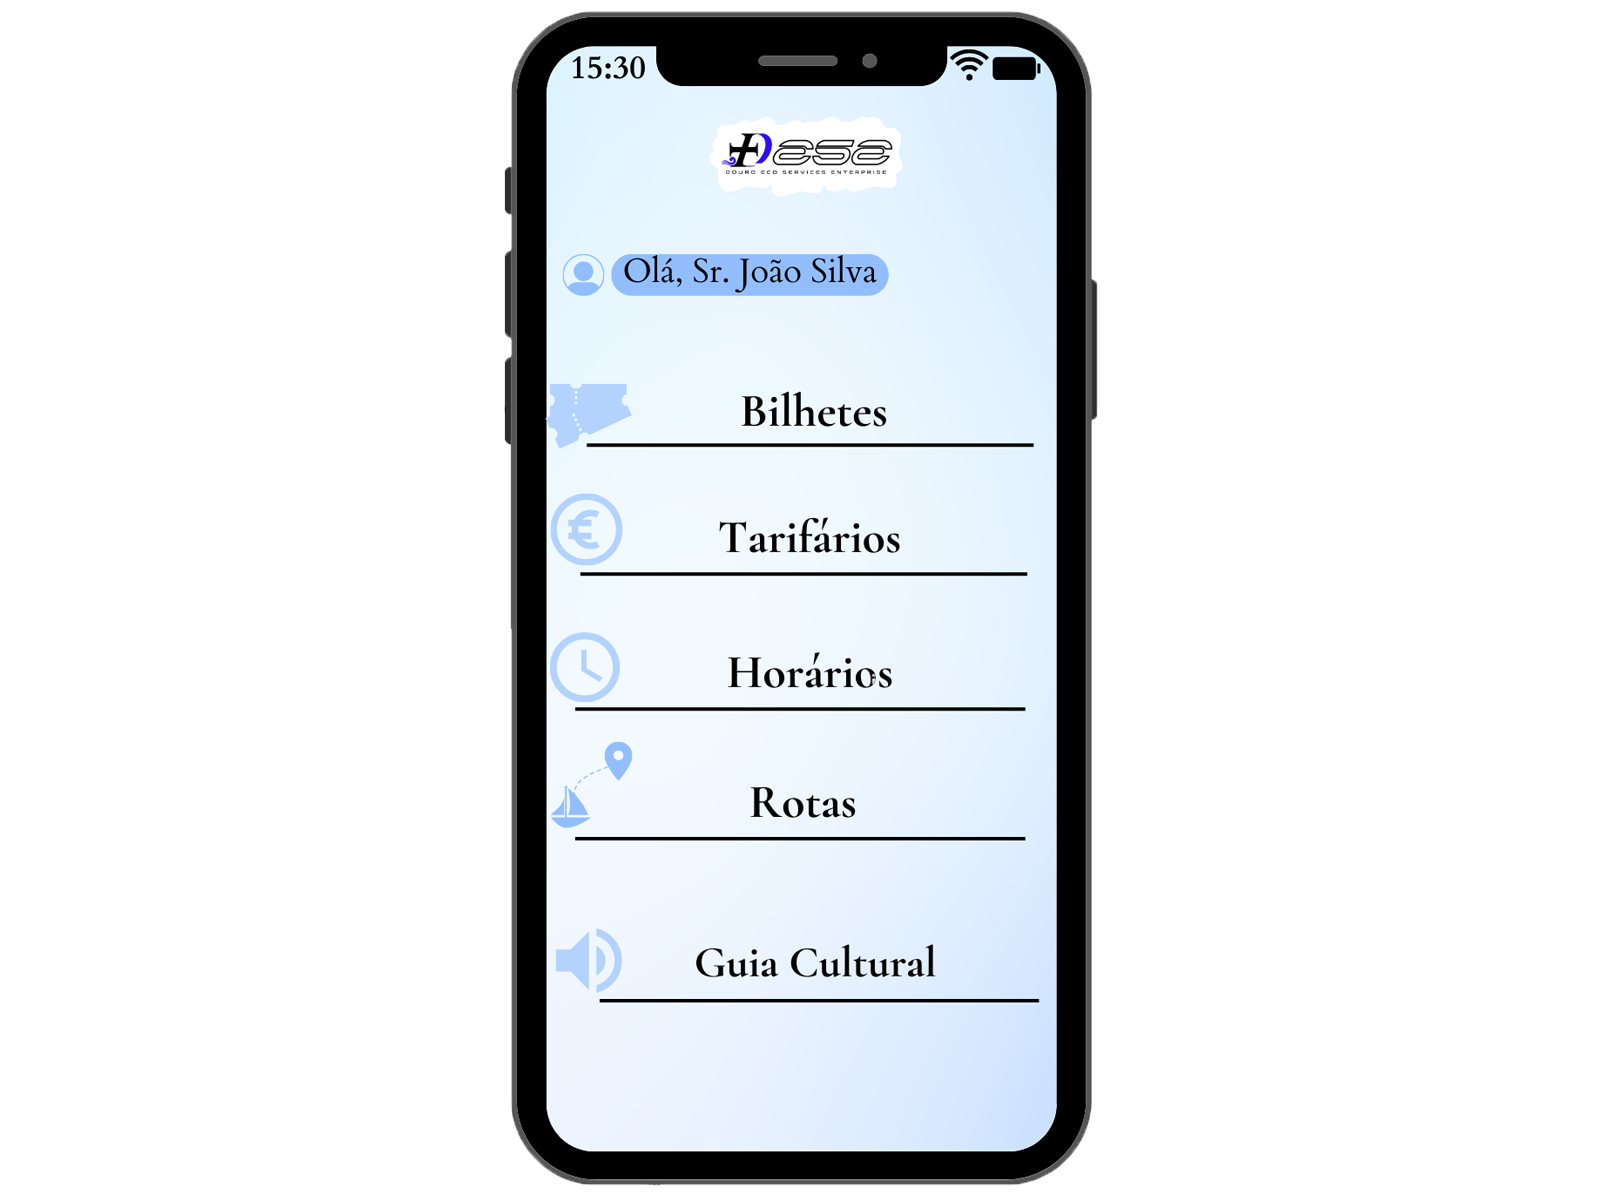 15:30
Dese
DOURO ECO SERVICES ENTERPRISE
Olá, Sr. João Silva
Bilhetes
€
Tarifários
Horários
Rotas
Guia Cultural